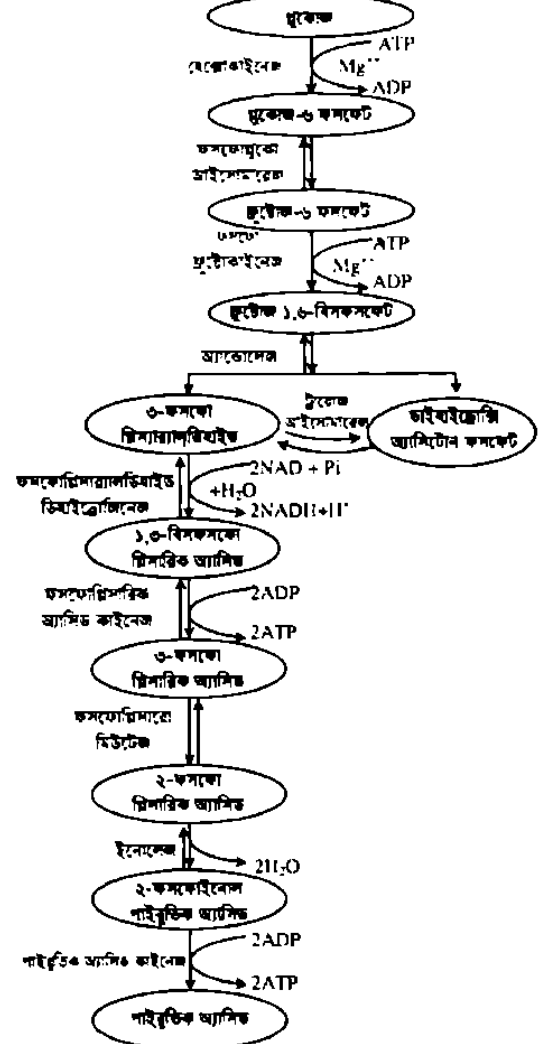 গ্লুকোজ
ATP
হেক্সোকাইনেজ
Mg++
ADP
গ্লুকোজ-৬ ফসফেট
ফসফোগ্লুকো
আইসোমারেজ
ফ্রুক্টোজ-৬ ফসফেট
ফসফো
ফ্রুক্টোকাইনেজ
ATP
Mg++
ADP
ফ্রুক্টোজ ১,৬-বিসফসফেট
অ্যালডোলেজ
৩-ফসফো
গ্লিসার‍্যালডিহাইড
ট্রায়োজ
আইসোমারেজ
ডাইহাইড্রোক্সি
অ্যাসিটোন ফসফেট
ফসফোগ্লিসার‍্যালডিহাইড
ডিহাইড্রোজিনেজ
2NAD + Pi
+H₂O
2NADH+H⁺
১,৩-বিসফসফো
গ্লিসারিক অ্যাসিড
ফসফোগ্লিসারিক
অ্যাসিড কাইনেজ
2ADP
2ATP
৩-ফসফো
গ্লিসারিক অ্যাসিড
ফসফোগ্লিসারো
মিউটেজ
২-ফসফো
গ্লিসারিক অ্যাসিড
ইনোলেজ
2H₂O
২-ফসফোইনোল
পাইরুভিক অ্যাসিড
পাইরুভিক অ্যাসিড কাইনেজ
2ADP
2ATP
পাইরুভিক অ্যাসিড